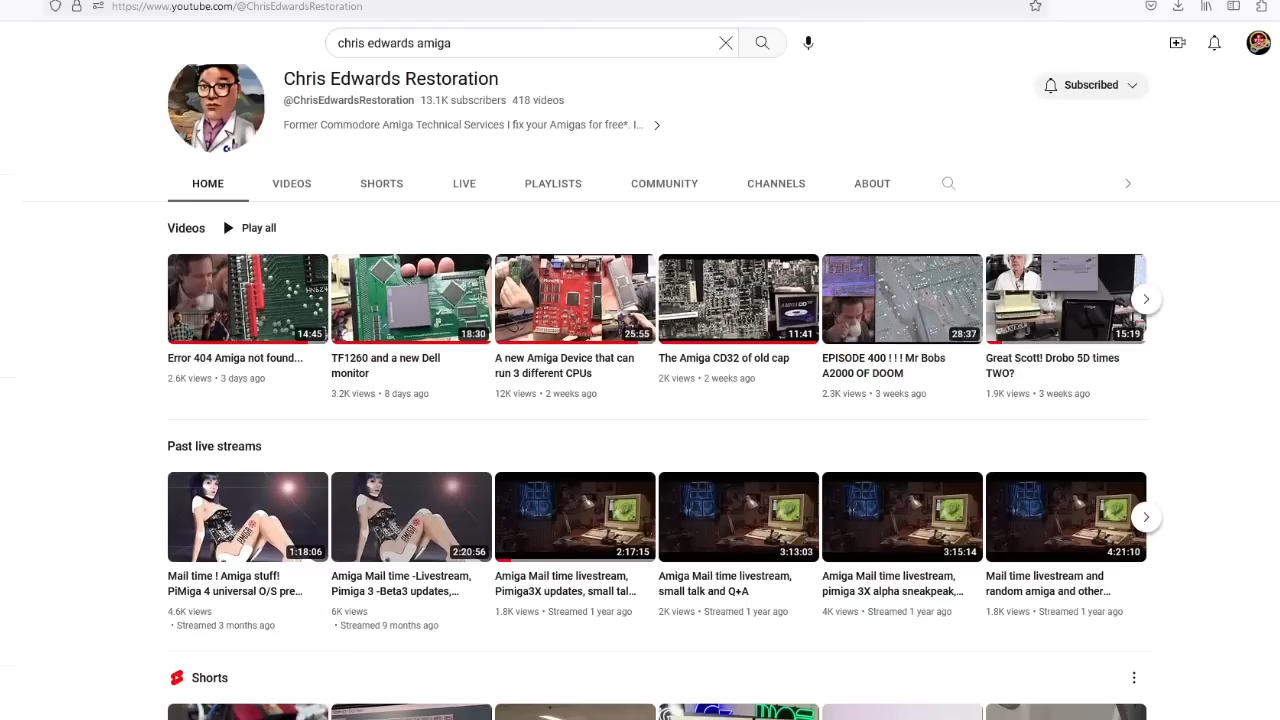 https://www.youtube.com/@ChrisEdwardsRestoration
chris edwards amiga
Chris Edwards Restoration
@ChrisEdwardsRestoration 13.1K subscribers 418 videos
Subscribed
Former Commodore Amiga Technical Services I fix your Amigas for free*. I...
HOME VIDEOS SHORTS LIVE PLAYLISTS COMMUNITY CHANNELS ABOUT
Videos Play all
14:45 18:30 25:55 11:41 28:37 15:19
Error 404 Amiga not found...
2.6K views • 3 days ago
TF1260 and a new Dell
monitor
3.2K views • 8 days ago
A new Amiga Device that can
run 3 different CPUs
12K views • 2 weeks ago
The Amiga CD32 of old cap
2K views • 2 weeks ago
EPISODE 400 ! ! ! Mr Bobs
A2000 OF DOOM
2.3K views • 3 weeks ago
Great Scott! Drobo 5D times
TWO?
1.9K views • 3 weeks ago
Past live streams
1:18:06 2:20:56 2:17:15 3:13:03 3:15:14 4:21:10
Mail time ! Amiga stuff!
PiMiga 4 universal O/S pre...
4.6K views
• Streamed 3 months ago
Amiga Mail time -Livestream,
Pimiga 3 -Beta3 updates,...
6K views
• Streamed 9 months ago
Amiga Mail time livestream,
Pimiga3X updates, small tal...
1.8K views • Streamed 1 year ago
Amiga Mail time livestream,
small talk and Q+A
2K views • Streamed 1 year ago
Amiga Mail time livestream,
pimiga 3X alpha sneakpeak,...
4K views • Streamed 1 year ago
Mail time livestream and
random amiga and other...
1.8K views • Streamed 1 year ago
Shorts